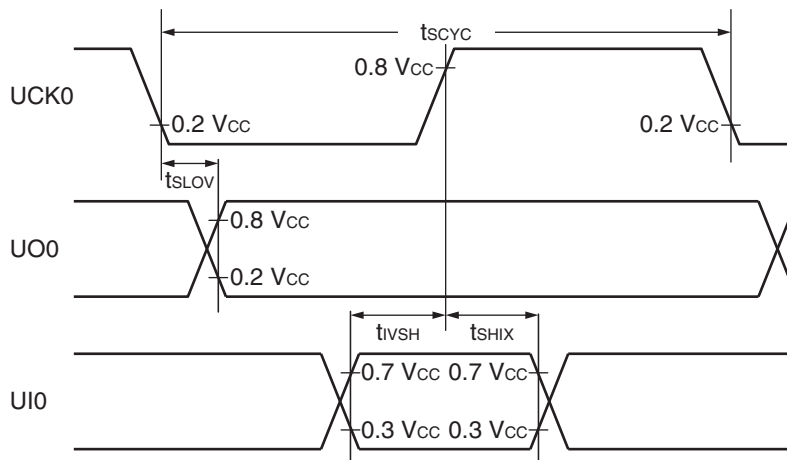 tSCYC
UCK0
0.8 VCC
0.2 VCC
0.2 VCC
tSLOV
UO0
0.8 VCC
0.2 VCC
tIVSH
tSHIX
UI0
0.7 VCC
0.7 VCC
0.3 VCC
0.3 VCC